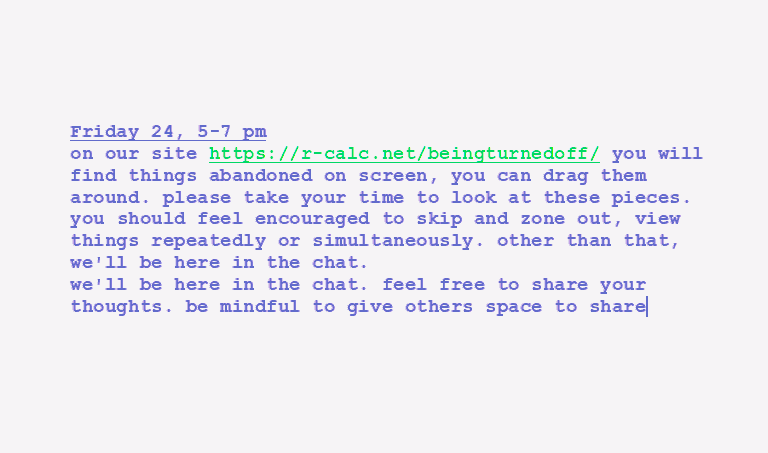 Friday 24, 5-7 pm
on our site https://r-calc.net/beingturnedoff/ you will
find things abandoned on screen, you can drag them
around. please take your time to look at these pieces.
you should feel encouraged to skip and zone out, view
things repeatedly or simultaneously. other than that,
we'll be here in the chat.
we'll be here in the chat. feel free to share your
thoughts. be mindful to give others space to share